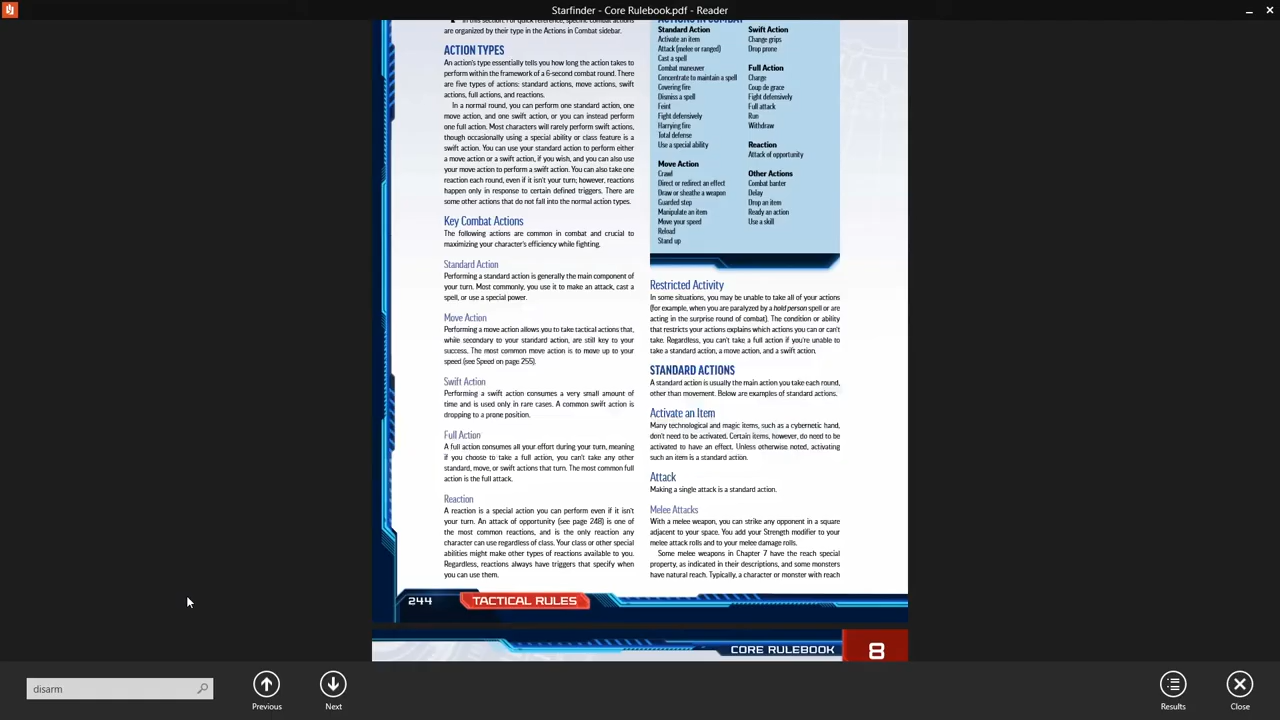 Starfinder - Core Rulebook.pdf - Reader
in this section. For quick reference, specific combat actions
are organized by their type in the Actions in Combat sidebar.
ACTION TYPES
An action's type essentially tells you how long the action takes to
perform within the framework of a 6-second combat round. There
are five types of actions: standard actions, move actions, swift
actions, full actions, and reactions.
In a normal round, you can perform one standard action, one
move action, and one swift action, or you can instead perform
one full action. Most characters will rarely perform swift actions,
though occasionally using a special ability or class feature is a
swift action. You can use your standard action to perform either
a move action or a swift action, if you wish, and you can also use
your move action to perform a swift action. You can also take one
reaction each round, even if it isn't your turn; however, reactions
happen only in response to certain defined triggers. There are
some other actions that do not fall into the normal action types.
Key Combat Actions
The following actions are common in combat and crucial to
maximizing your character's efficiency while fighting.
Standard Action
Performing a standard action is generally the main component of
your turn. Most commonly, you use it to make an attack, cast a
spell, or use a special power.
Move Action
Performing a move action allows you to take tactical actions that,
while secondary to your standard action, are still key to your
success. The most common move action is to move up to your
speed (see Speed on page 255).
Swift Action
Performing a swift action consumes a very small amount of
time and is used only in rare cases. A common swift action is
dropping to a prone position.
Full Action
A full action consumes all your effort during your turn, meaning
if you choose to take a full action, you can't take any other
standard, move, or swift actions that turn. The most common full
action is the full attack.
Reaction
A reaction is a special action you can perform even if it isn't
your turn. An attack of opportunity (see page 248) is one of
the most common reactions, and is the only reaction any
character can use regardless of class. Your class or other special
abilities might make other types of reactions available to you.
Regardless, reactions always have triggers that specify when
you can use them.
ACTIONS IN COMBAT
Standard Action
Activate an item
Attack (melee or ranged)
Cast a spell
Combat maneuver
Concentrate to maintain a spell
Covering fire
Dismiss a spell
Feint
Fight defensively
Harrying fire
Total defense
Use a special ability
Move Action
Crawl
Direct or redirect an effect
Draw or sheathe a weapon
Guarded step
Manipulate an item
Move your speed
Reload
Stand up
Swift Action
Change grips
Drop prone
Full Action
Charge
Coup de grace
Fight defensively
Full attack
Run
Withdraw
Reaction
Attack of opportunity
Other Actions
Combat banter
Delay
Drop an item
Ready an action
Use a skill
Restricted Activity
In some situations, you may be unable to take all of your actions
(for example, when you are paralyzed by a hold person spell or are
acting in the surprise round of combat). The condition or ability
that restricts your actions explains which actions you can or can't
take. Regardless, you can't take a full action if you're unable to
take a standard action, a move action, and a swift action.
STANDARD ACTIONS
A standard action is usually the main action you take each round,
other than movement. Below are examples of standard actions.
Activate an Item
Many technological and magic items, such as a cybernetic hand,
don't need to be activated. Certain items, however, do need to be
activated to have an effect. Unless otherwise noted, activating
such an item is a standard action.
Attack
Making a single attack is a standard action.
Melee Attacks
With a melee weapon, you can strike any opponent in a square
adjacent to your space. You add your Strength modifier to your
melee attack rolls and to your melee damage rolls.
Some melee weapons in Chapter 7 have the reach special
property, as indicated in their descriptions, and some monsters
have natural reach. Typically, a character or monster with reach
244
TACTICAL RULES
CORE RULEBOOK
8
disarm
Previous
Next
Results
Close